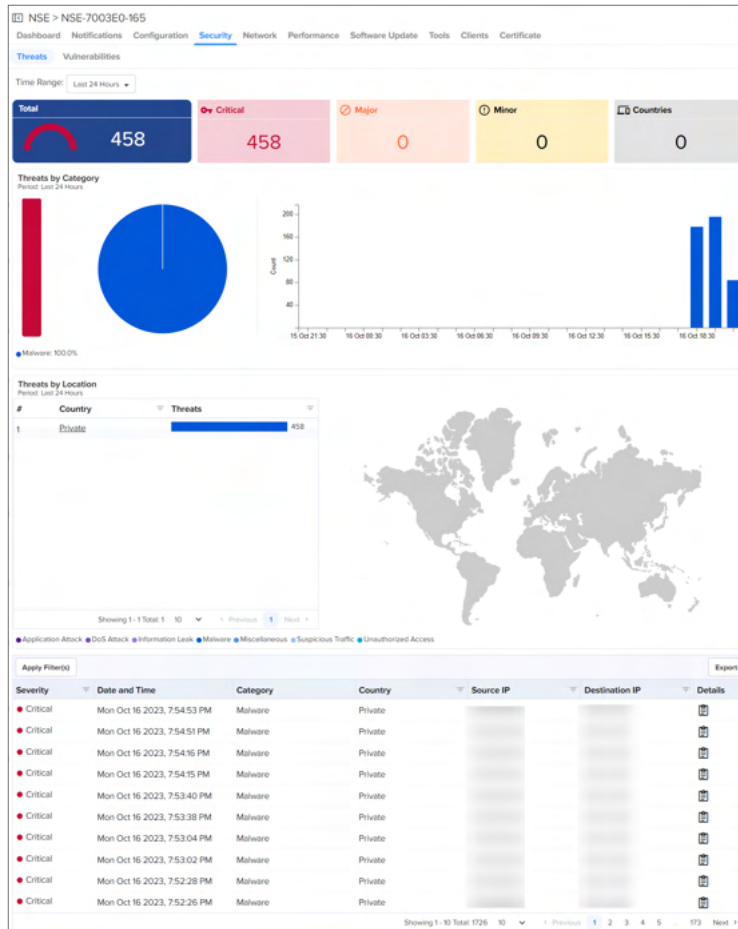 NSE > NSE-7003E0-165
Dashboard Notifications Configuration Security Network Performance Software Update Tools Clients Certificate
Threats Vulnerabilities
Time Range: Last 24 Hours
Total Critical Major Minor Countries
458 458 0 0 0
Threats by Category
Period: Last 24 Hours
200
160
120
80
40
Count
15 Oct 21:30 16 Oct 00:30 16 Oct 03:30 16 Oct 06:30 16 Oct 09:30 16 Oct 12:30 16 Oct 15:30 16 Oct 18:30
Malware: 100.0%
Threats by Location
Period: Last 24 Hours
# Country Threats
1 Private 458
Showing 1 - 1 Total: 1 10 Previous 1 Next
Application Attack DoS Attack Information Leak Malware Miscellaneous Suspicious Traffic Unauthorized Access
Apply Filter(s) Export
Severity Date and Time Category Country Source IP Destination IP Details
Critical Mon Oct 16 2023, 7:54:53 PM Malware Private
Critical Mon Oct 16 2023, 7:54:51 PM Malware Private
Critical Mon Oct 16 2023, 7:54:16 PM Malware Private
Critical Mon Oct 16 2023, 7:54:15 PM Malware Private
Critical Mon Oct 16 2023, 7:53:40 PM Malware Private
Critical Mon Oct 16 2023, 7:53:38 PM Malware Private
Critical Mon Oct 16 2023, 7:53:04 PM Malware Private
Critical Mon Oct 16 2023, 7:53:02 PM Malware Private
Critical Mon Oct 16 2023, 7:52:28 PM Malware Private
Critical Mon Oct 16 2023, 7:52:26 PM Malware Private
Showing 1 - 10 Total: 1726 10 Previous 1 2 3 4 5 .. 173 Next